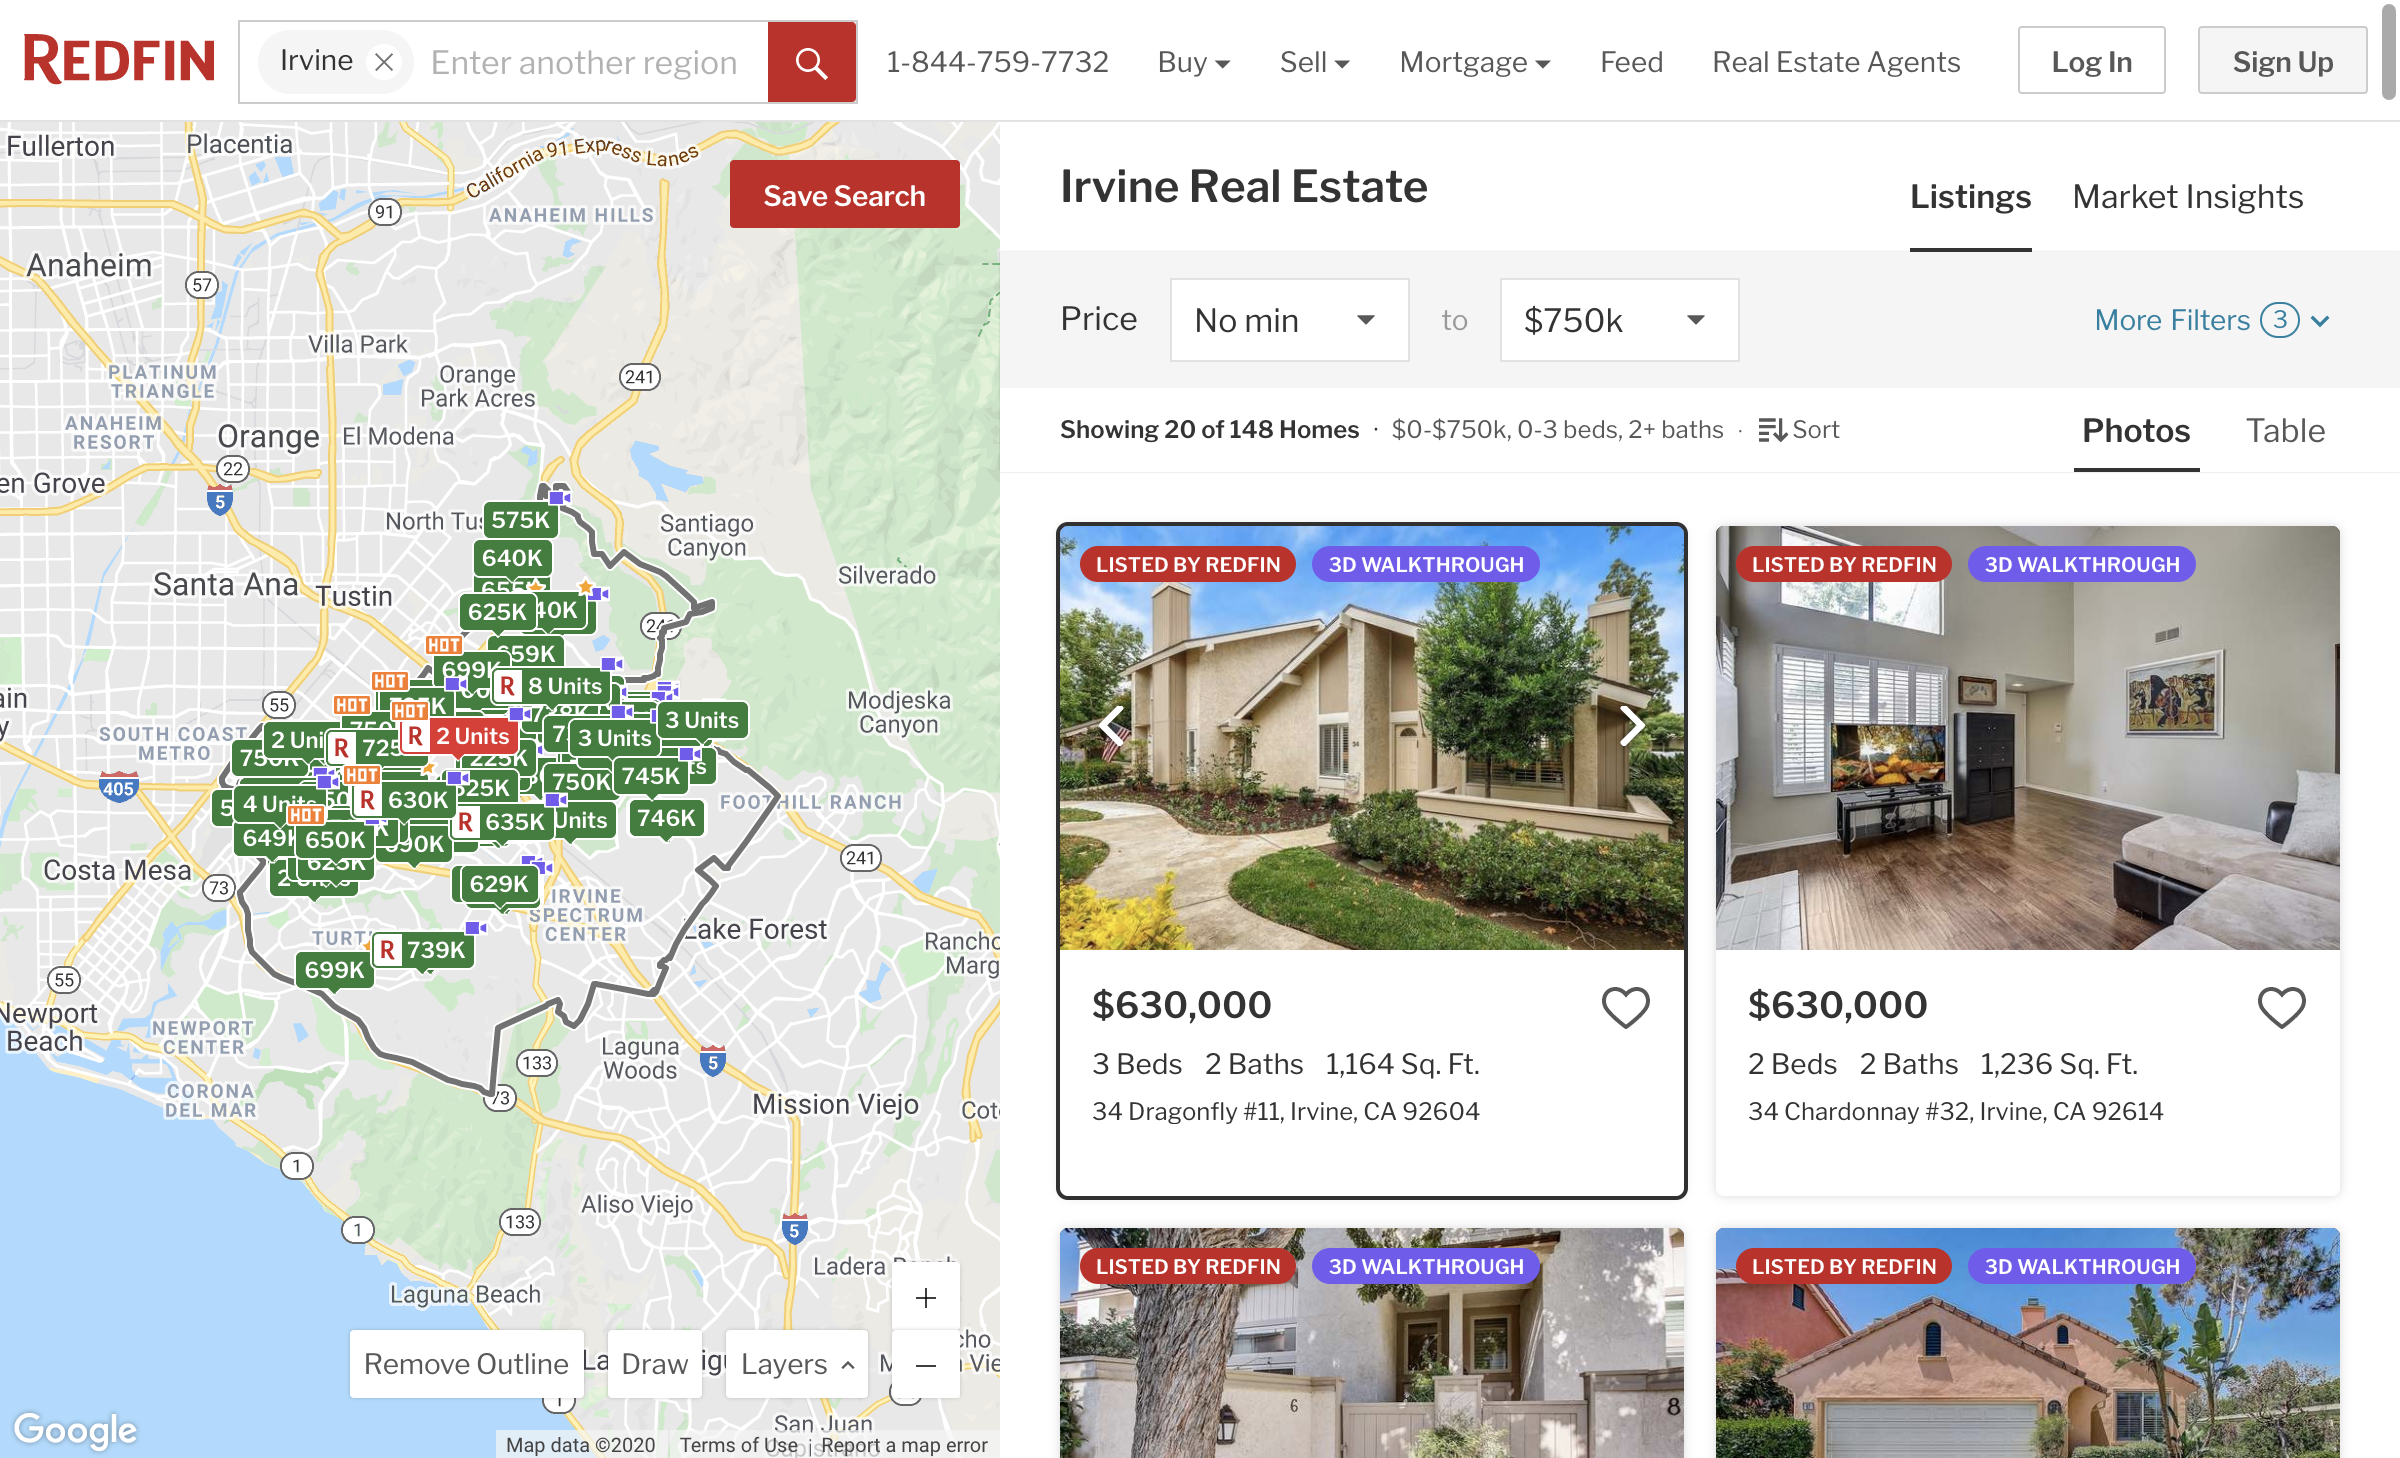 REDFIN
Irvine
Enter another region
1-844-759-7732
Buy
Sell
Mortgage
Feed
Real Estate Agents
Log In
Sign Up
Fullerton
Placentia
California 91 Express Lanes
Save Search
91
ANAHEIM HILLS
Anaheim
57
Villa Park
PLATINUM
TRIANGLE
Orange
Park Acres
241
ANAHEIM
RESORT
Orange
El Modena
22
en Grove
5
North Tus
575K
Santiago
Canyon
640K
Silverado
Santa Ana
Tustin
625K
40K
HOT
659K
699K
HOT
R 8 Units
Modjeska
Canyon
55
HOT
HOT
3 Units
SOUTH COAST
METRO
2 Uni
R 725
R 2 Units
3 Units
750K
225K
405
HOT
625K
750K
745K
4 Units
R 630K
FOOTHILL RANCH
HOT
R 635K
Units
746K
649K
650K
590K
623K
241
Costa Mesa
73
629K
IRVINE
SPECTRUM
CENTER
Lake Forest
TURT
R 739K
Rancho
Marg
699K
55
Newport
Beach
NEWPORT
CENTER
133
Laguna
Woods
5
CORONA
DEL MAR
73
Mission Viejo
Cot
1
133
Aliso Viejo
1
5
Ladera Ranch
Laguna Beach
+
Remove Outline
Draw
Layers
−
San Juan
Capistrano
Google
Map data ©2020
Terms of Use
Report a map error
Irvine Real Estate
Listings
Market Insights
Price
No min
to
$750k
More Filters 3
Showing 20 of 148 Homes · $0-$750k, 0-3 beds, 2+ baths · Sort
Photos
Table
LISTED BY REDFIN
3D WALKTHROUGH
LISTED BY REDFIN
3D WALKTHROUGH
$630,000
3 Beds 2 Baths 1,164 Sq. Ft.
34 Dragonfly #11, Irvine, CA 92604
$630,000
2 Beds 2 Baths 1,236 Sq. Ft.
34 Chardonnay #32, Irvine, CA 92614
LISTED BY REDFIN
3D WALKTHROUGH
6
8
LISTED BY REDFIN
3D WALKTHROUGH